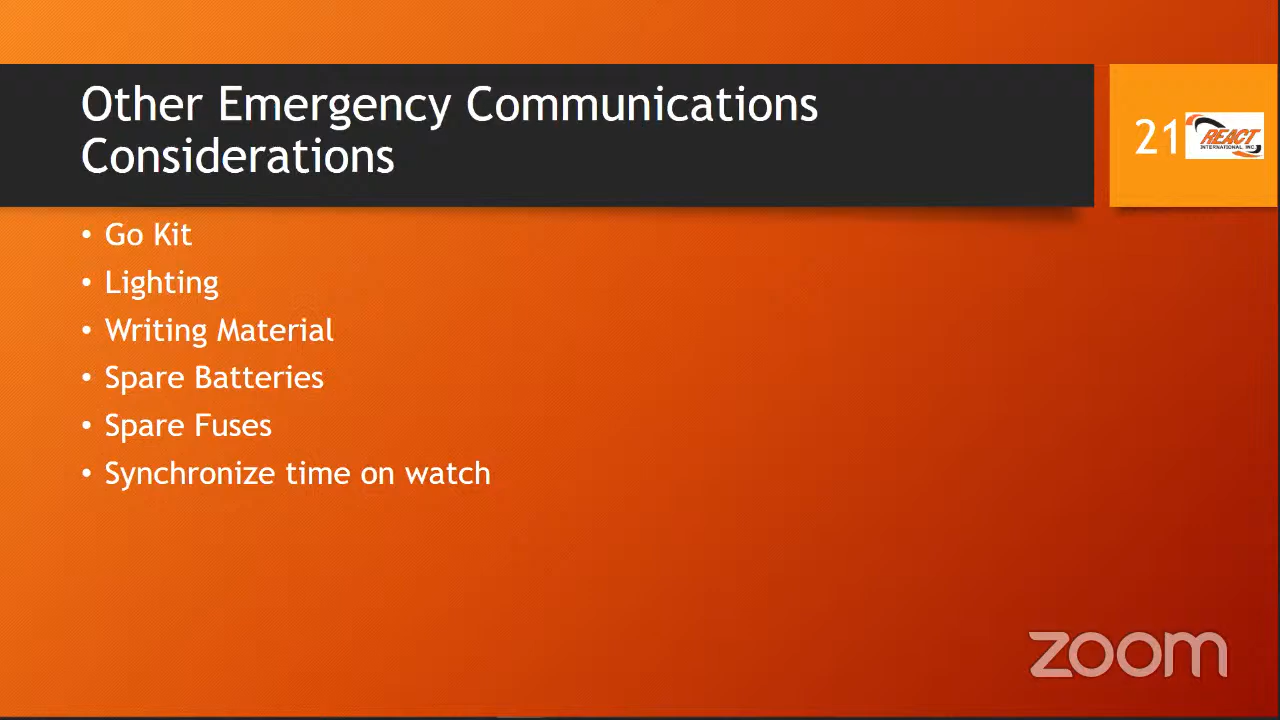 Other Emergency Communications
Considerations
21
REACT
INTERNATIONAL, INC.
• Go Kit
• Lighting
• Writing Material
• Spare Batteries
• Spare Fuses
• Synchronize time on watch
zoom